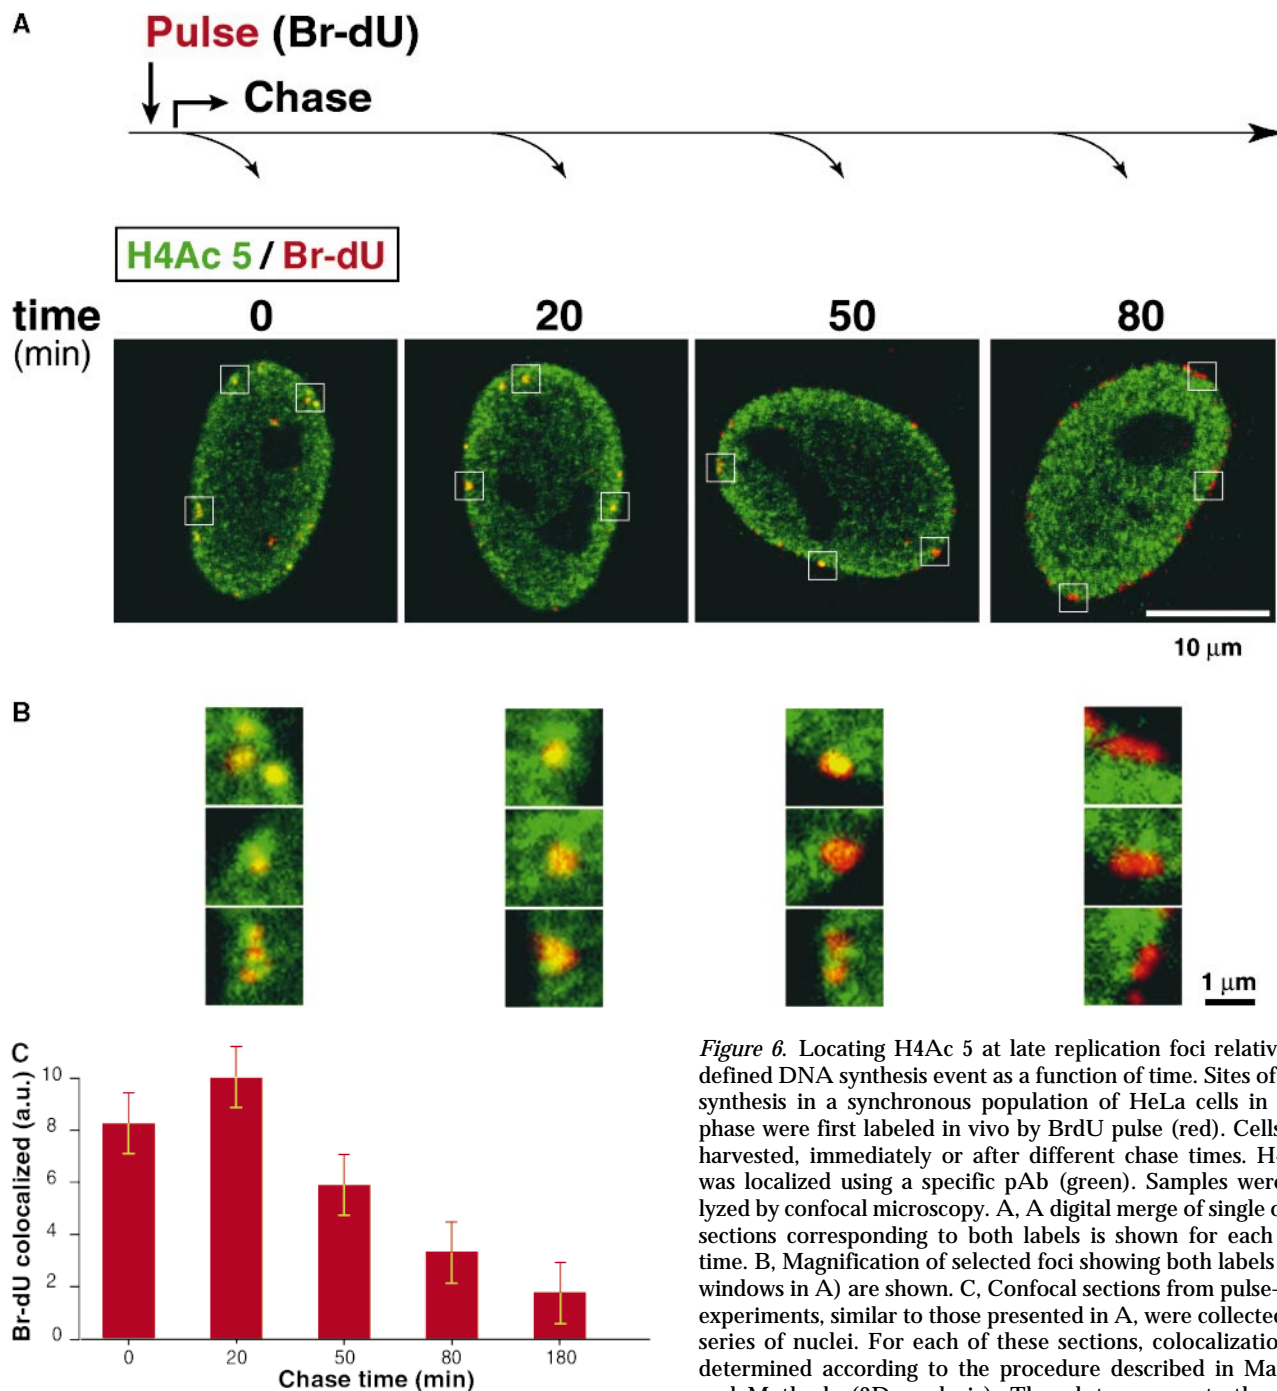 A
Pulse (Br-dU)
Chase
H4Ac 5 / Br-dU
time 0 20 50 80
(min)
10 µm
B
1 µm
C
Br-dU colocalized (a.u.)
10
8
6
4
2
0
0 20 50 80 180
Chase time (min)
Figure 6. Locating H4Ac 5 at late replication foci relativ
defined DNA synthesis event as a function of time. Sites of
synthesis in a synchronous population of HeLa cells in
phase were first labeled in vivo by BrdU pulse (red). Cells
harvested, immediately or after different chase times. H
was localized using a specific pAb (green). Samples were
lyzed by confocal microscopy. A, A digital merge of single o
sections corresponding to both labels is shown for each
time. B, Magnification of selected foci showing both labels
windows in A) are shown. C, Confocal sections from pulse-
experiments, similar to those presented in A, were collected
series of nuclei. For each of these sections, colocalizatio
determined according to the procedure described in Ma